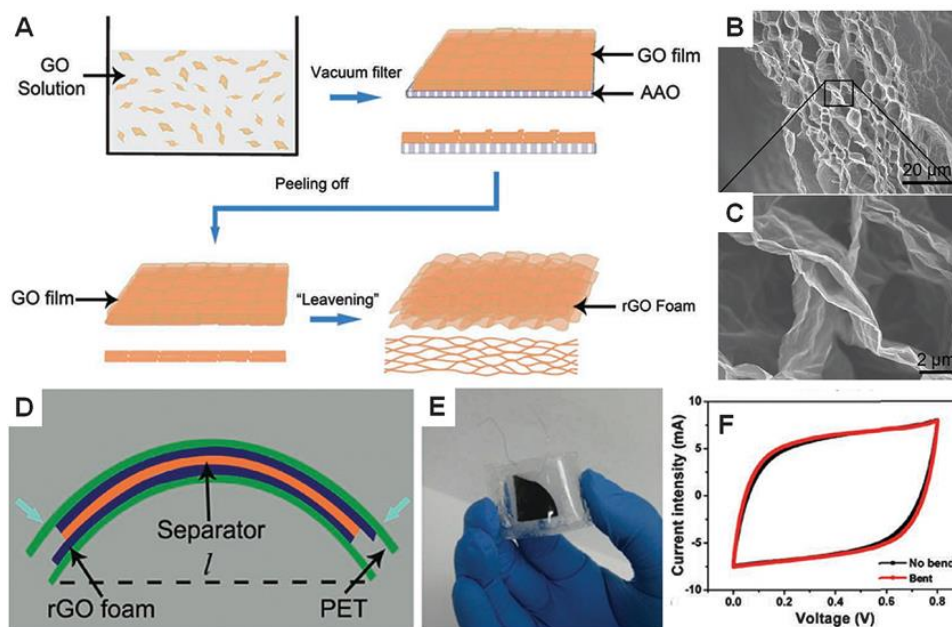 A
GO
Solution
Vacuum filter
GO film
AAO
Peeling off
GO film
"Leavening"
rGO Foam
B
20 μm
C
2 μm
D
Separator
l
rGO foam
PET
E
F
Current intensity (mA)
10
5
0
-5
-10
No bend
Bent
0.0 0.2 0.4 0.6 0.8
Voltage (V)